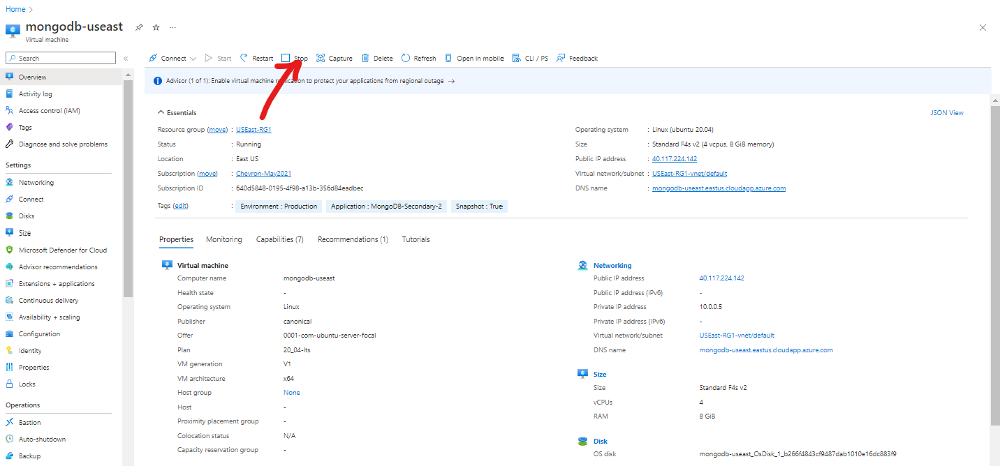 Home >
mongodb-useast ...
Virtual machine
Search
«
Connect Start Restart Stop Capture Delete Refresh Open in mobile CLI / PS Feedback
Overview
Activity log
Access control (IAM)
Tags
Diagnose and solve problems
Settings
Networking
Connect
Disks
Size
Microsoft Defender for Cloud
Advisor recommendations
Extensions + applications
Continuous delivery
Availability + scaling
Configuration
Identity
Properties
Locks
Operations
Bastion
Auto-shutdown
Backup
Advisor (1 of 1): Enable virtual machine replication to protect your applications from regional outage →
Essentials
JSON View
Resource group (move) : USEast-RG1
Status : Running
Location : East US
Subscription (move) : Chevron-May2021
Subscription ID : 640d5848-0195-4f98-a13b-356d84eadbec
Tags (edit) : Environment : Production Application : MongoDB-Secondary-2 Snapshot : True
Operating system : Linux (ubuntu 20.04)
Size : Standard F4s v2 (4 vcpus, 8 GiB memory)
Public IP address : 40.117.224.142
Virtual network/subnet : USEast-RG1-vnet/default
DNS name : mongodb-useast.eastus.cloudapp.azure.com
Properties Monitoring Capabilities (7) Recommendations (1) Tutorials
Virtual machine
Computer name mongodb-useast
Health state -
Operating system Linux
Publisher canonical
Offer 0001-com-ubuntu-server-focal
Plan 20_04-lts
VM generation V1
VM architecture x64
Host group None
Host -
Proximity placement group -
Colocation status N/A
Capacity reservation group -
Networking
Public IP address 40.117.224.142
Public IP address (IPv6) -
Private IP address 10.0.0.5
Private IP address (IPv6) -
Virtual network/subnet USEast-RG1-vnet/default
DNS name mongodb-useast.eastus.cloudapp.azure.com
Size
Size Standard F4s v2
vCPUs 4
RAM 8 GiB
Disk
OS disk mongodb-useast_OsDisk_1_b266f4843cf9487dab1010e16dc883f9